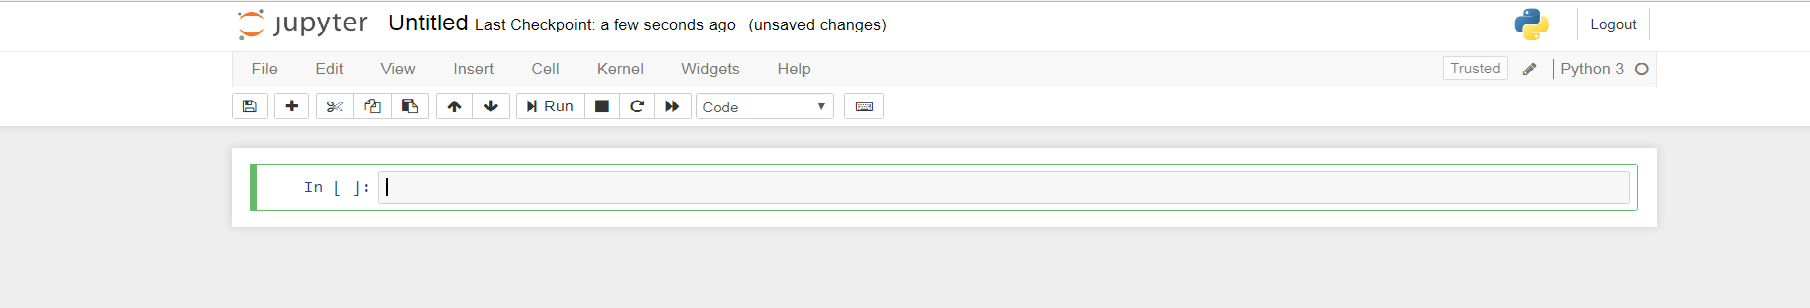 jupyter Untitled Last Checkpoint: a few seconds ago (unsaved changes) Logout
File Edit View Insert Cell Kernel Widgets Help Trusted Python 3
Run Code
In [ ]: